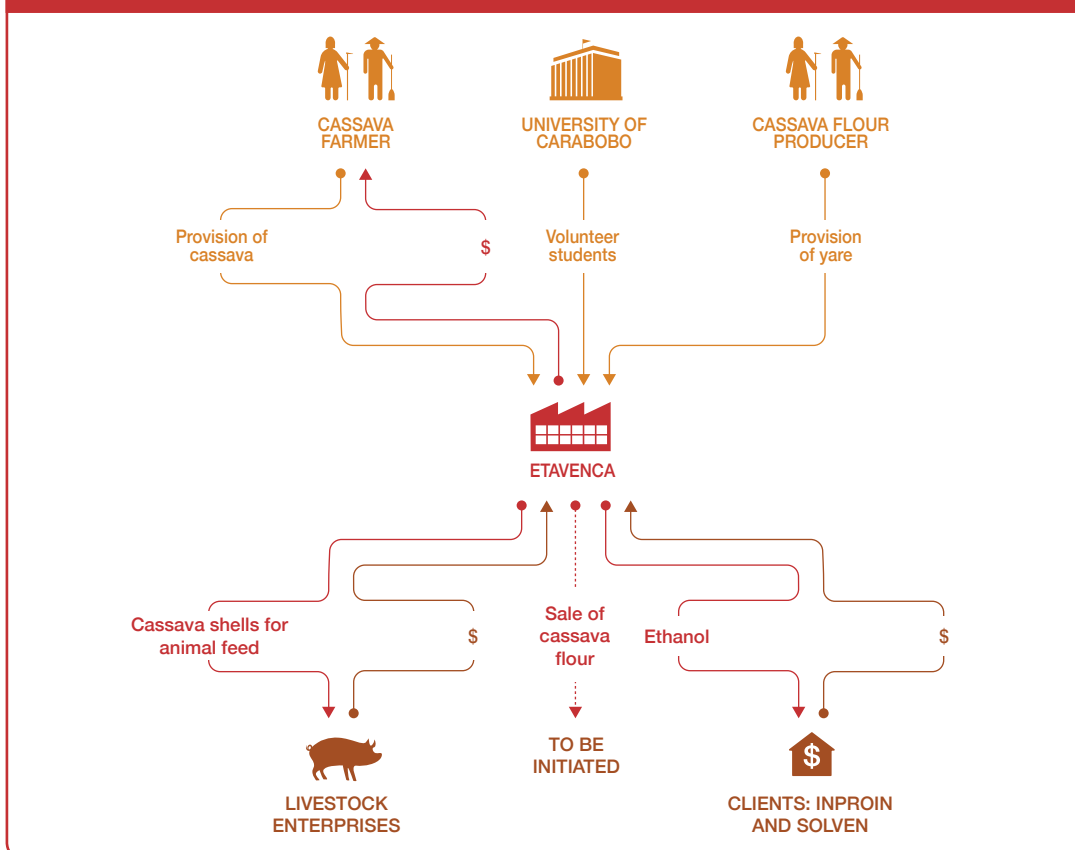 CASSAVA
FARMER
UNIVERSITY OF
CARABOBO
CASSAVA FLOUR
PRODUCER
Provision of
cassava
$
Volunteer
students
Provision
of yare
ETAVENCA
Cassava shells for
animal feed
$
Sale of
cassava
flour
Ethanol
$
TO BE
INITIATED
$
LIVESTOCK
ENTERPRISES
CLIENTS: INPROIN
AND SOLVEN